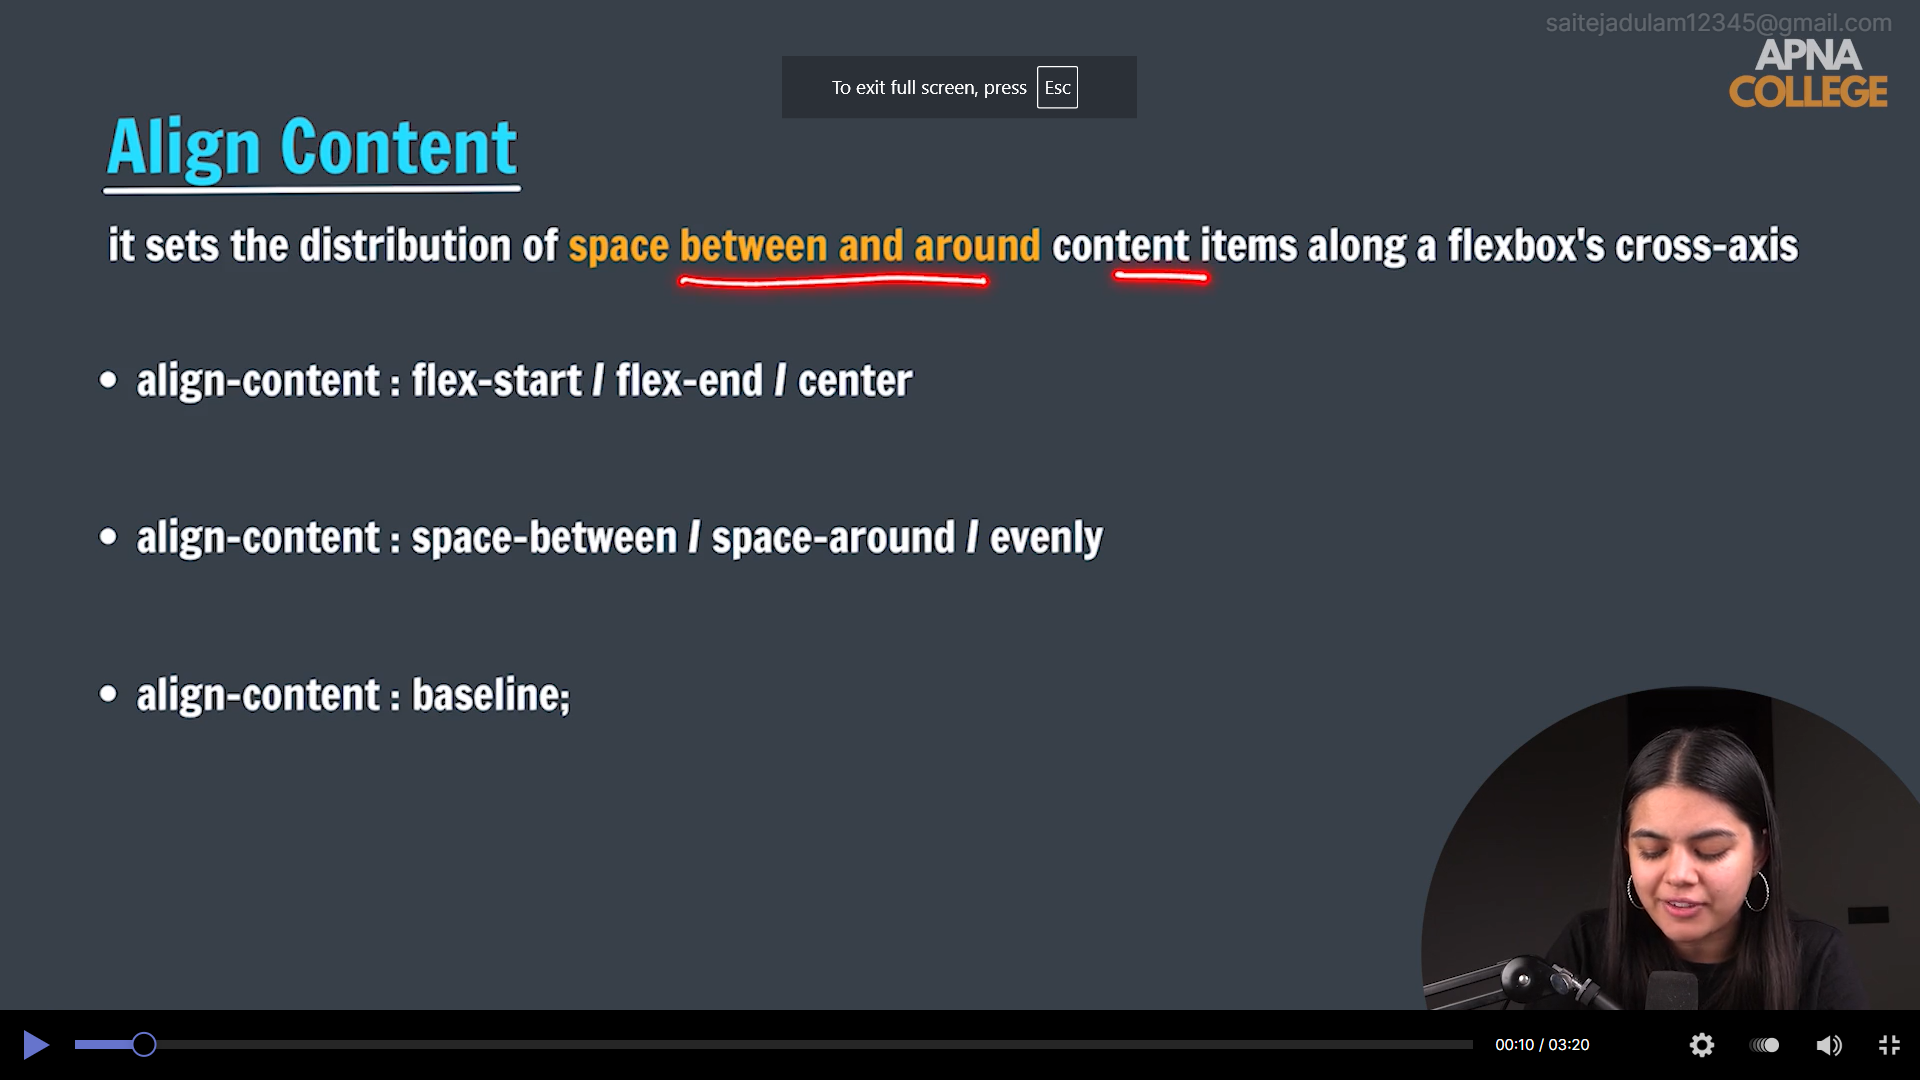 saitejadulam12345@gmail.com
APNA
COLLEGE
To exit full screen, press Esc
Align Content
it sets the distribution of space between and around content items along a flexbox's cross-axis
• align-content : flex-start / flex-end / center
• align-content : space-between / space-around / evenly
• align-content : baseline;
00:10 / 03:20